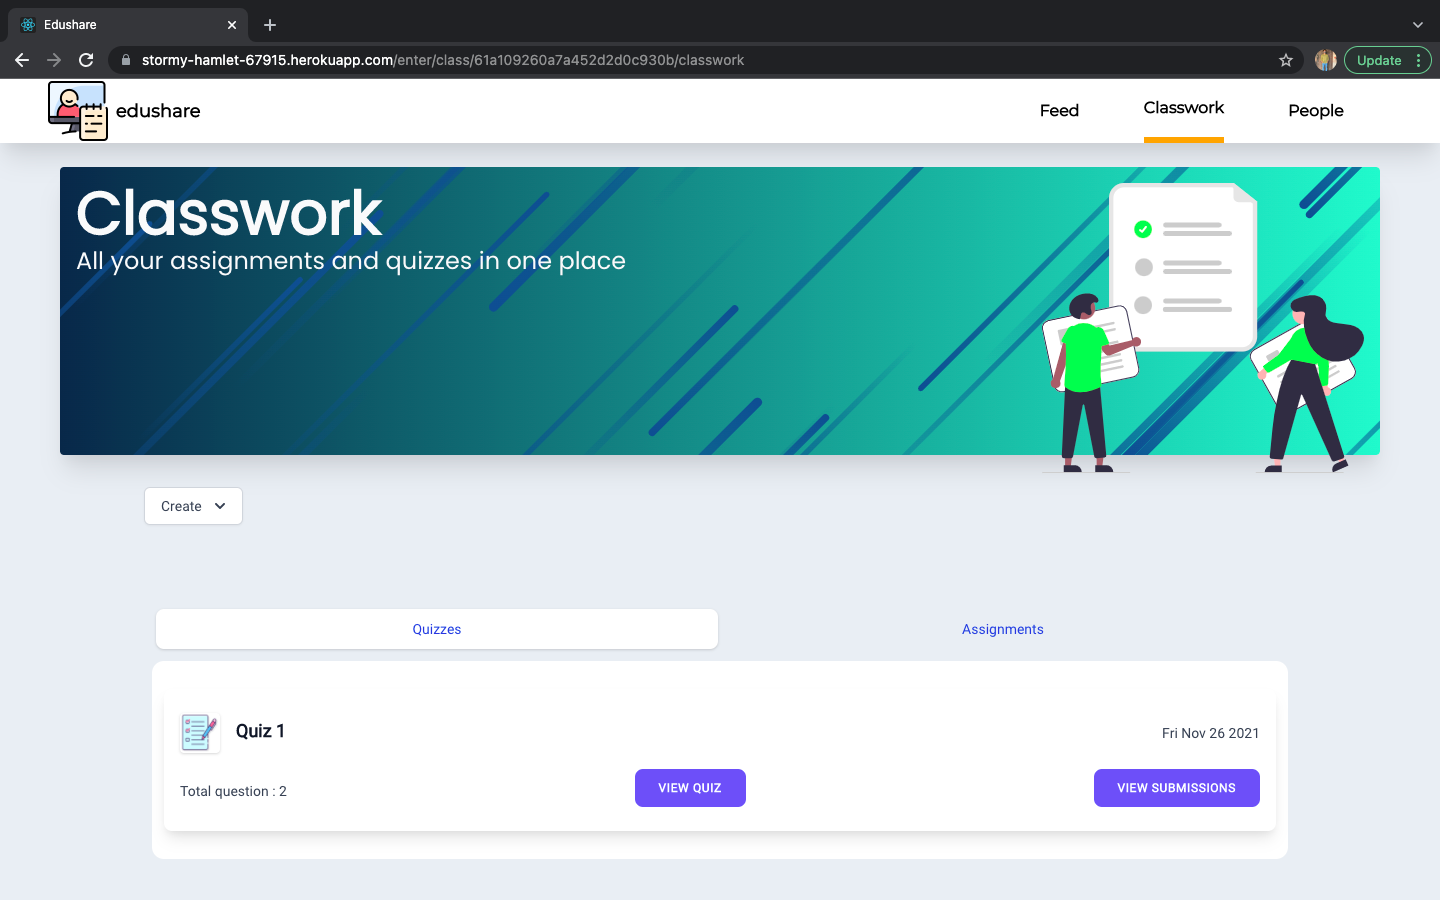 Edushare
stormy-hamlet-67915.herokuapp.com/enter/class/61a109260a7a452d2d0c930b/classwork
Update
edushare
Feed
Classwork
People
Classwork
All your assignments and quizzes in one place
Create
Quizzes
Assignments
Quiz 1
Fri Nov 26 2021
Total question : 2
VIEW QUIZ
VIEW SUBMISSIONS